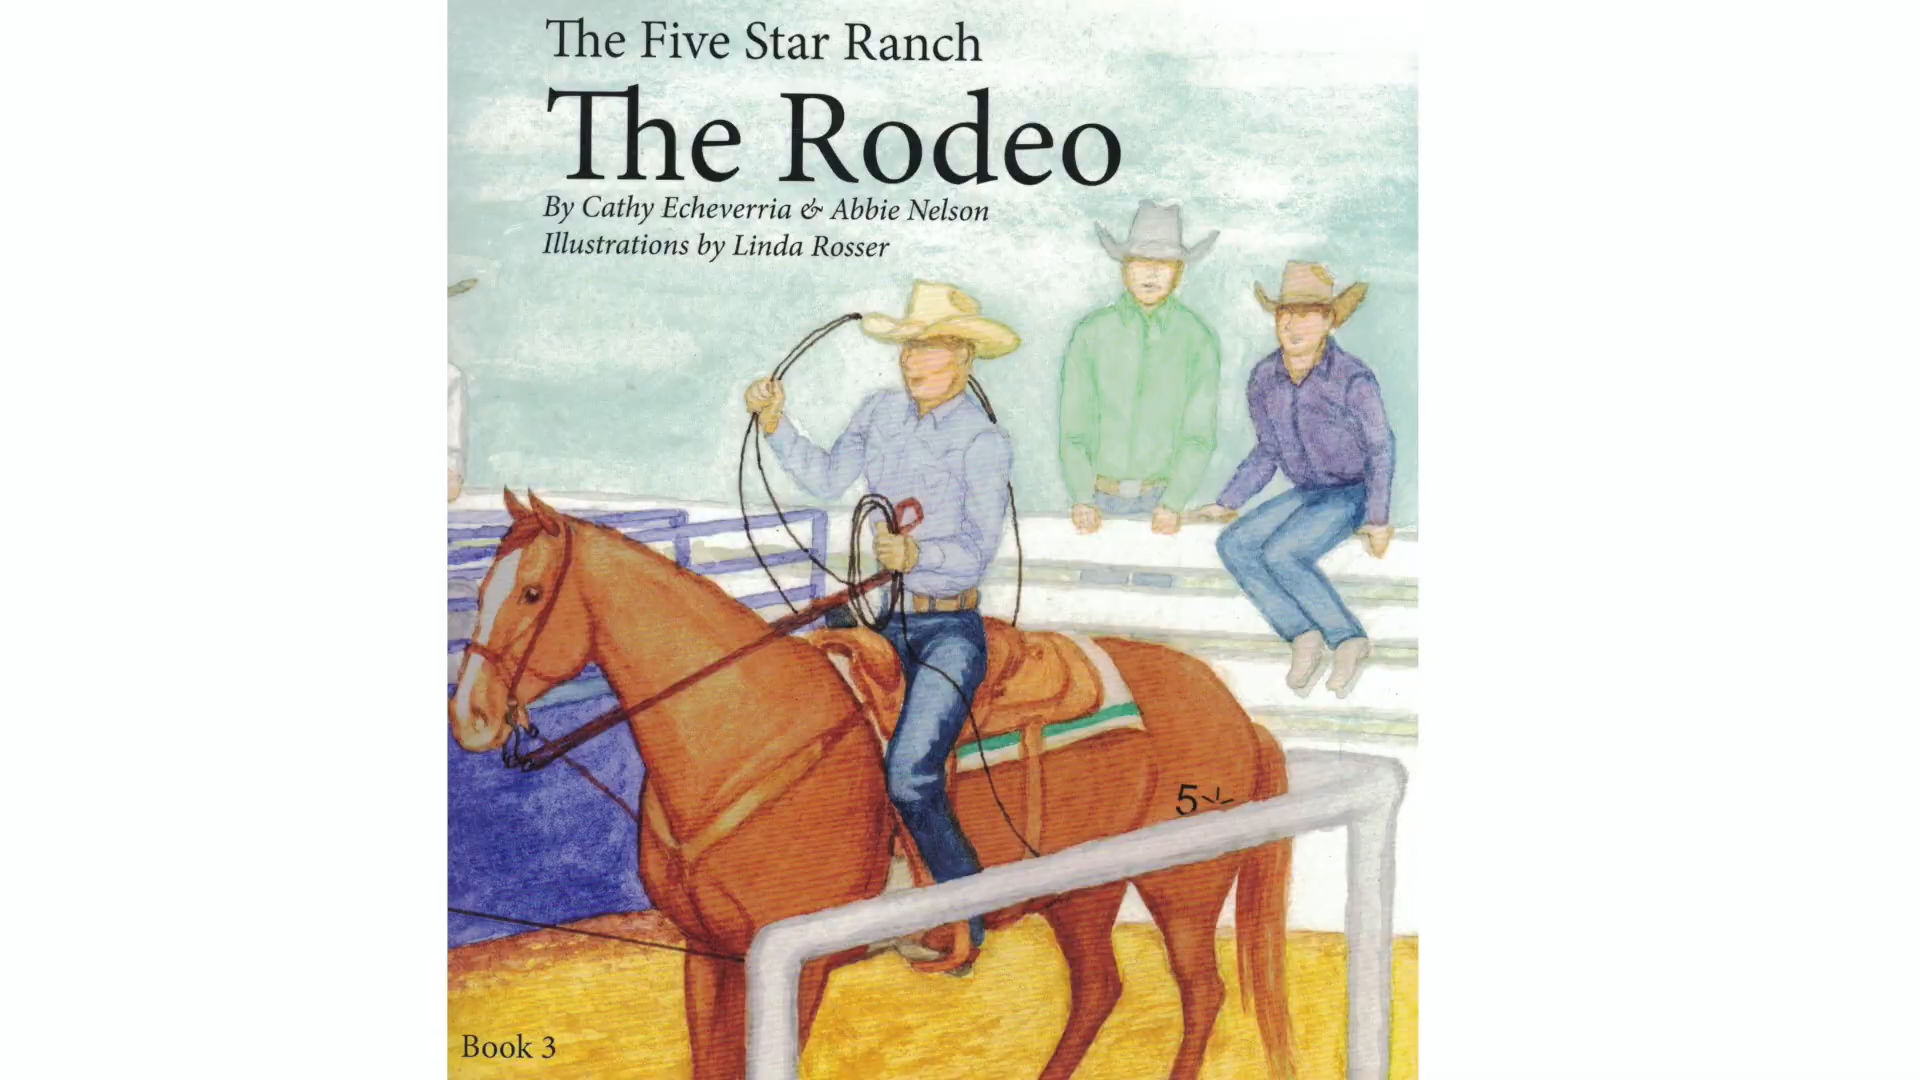 The Five Star Ranch
The Rodeo
By Cathy Echeverria & Abbie Nelson
Illustrations by Linda Rosser
5
Book 3